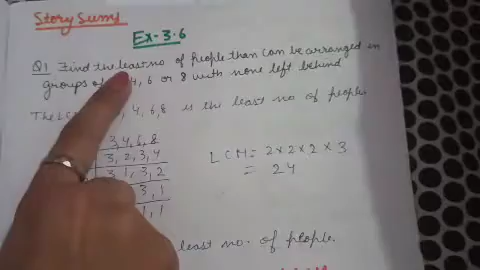 Story Sums
Ex-3.6
Q1 Find the least no of People than can be arranged in
groups of 4, 6 or 8 with none left behind
The LC , 4, 6, 8 is the least no of people
3, 4, 6, 8
3, 2, 3, 4
3, 1, 3, 2
3, 1
1, 1
LCM = 2 × 2 × 2 × 3
= 24
least no. of people.